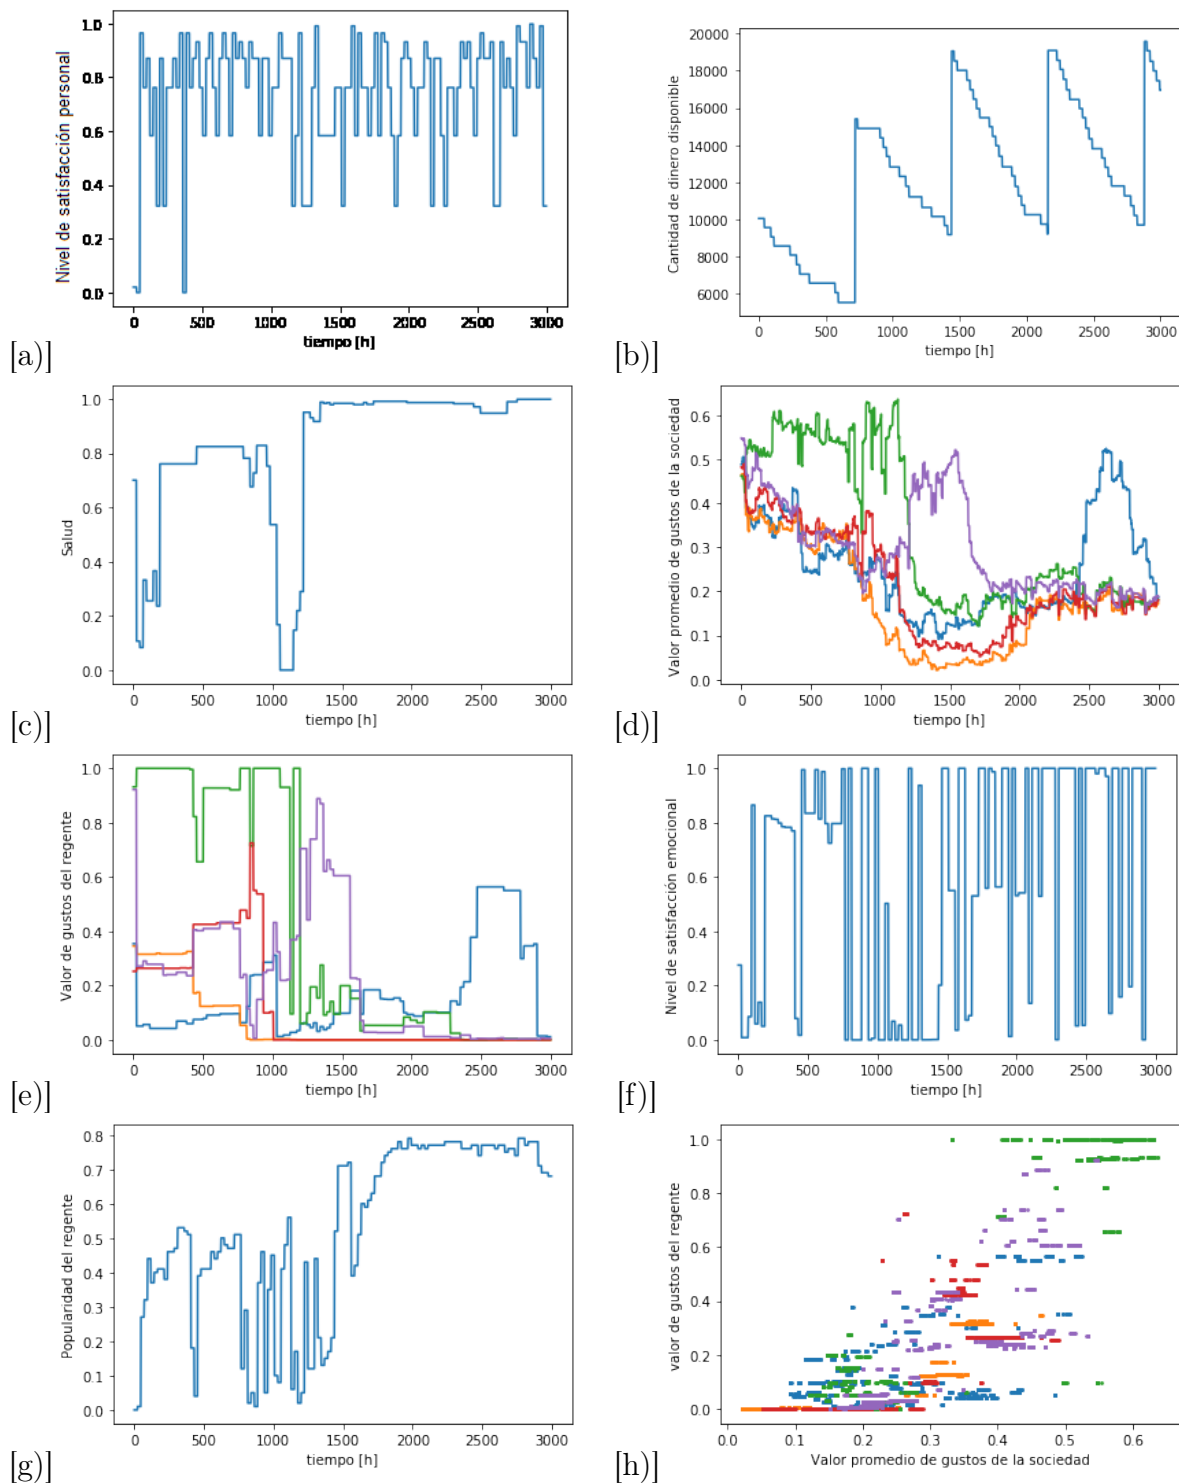 Nivel de satisfacción personal
1.0
0.8
0.6
0.4
0.2
0.0
0 500 1000 1500 2000 2500 3000
tiempo [h]
[a)]
Cantidad de dinero disponible
20000
18000
16000
14000
12000
10000
8000
6000
0 500 1000 1500 2000 2500 3000
tiempo [h]
[b)]
Salud
1.0
0.8
0.6
0.4
0.2
0.0
0 500 1000 1500 2000 2500 3000
tiempo [h]
[c)]
Valor promedio de gustos de la sociedad
0.6
0.5
0.4
0.3
0.2
0.1
0.0
0 500 1000 1500 2000 2500 3000
tiempo [h]
[d)]
Valor de gustos del regente
1.0
0.8
0.6
0.4
0.2
0.0
0 500 1000 1500 2000 2500 3000
tiempo [h]
[e)]
Nivel de satisfacción emocional
1.0
0.8
0.6
0.4
0.2
0.0
0 500 1000 1500 2000 2500 3000
tiempo [h]
[f)]
Popularidad del regente
0.8
0.7
0.6
0.5
0.4
0.3
0.2
0.1
0.0
0 500 1000 1500 2000 2500 3000
tiempo [h]
[g)]
valor de gustos del regente
1.0
0.8
0.6
0.4
0.2
0.0
0.0 0.1 0.2 0.3 0.4 0.5 0.6
Valor promedio de gustos de la sociedad
[h)]